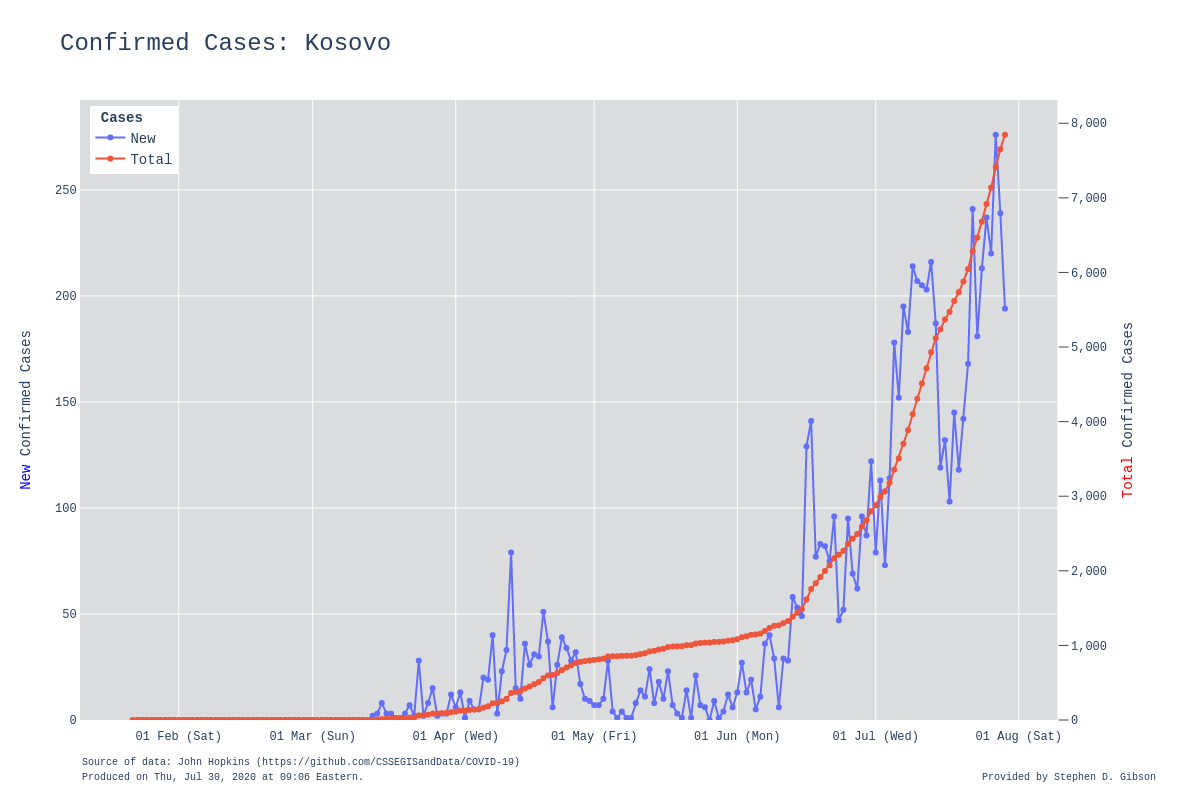 Confirmed Cases: Kosovo
Cases
New
Total
250
200
150
100
50
0
8,000
7,000
6,000
5,000
4,000
3,000
2,000
1,000
0
New Confirmed Cases
Total Confirmed Cases
01 Feb (Sat)
01 Mar (Sun)
01 Apr (Wed)
01 May (Fri)
01 Jun (Mon)
01 Jul (Wed)
01 Aug (Sat)
Source of data: John Hopkins (https://github.com/CSSEGISandData/COVID-19)
Produced on Thu, Jul 30, 2020 at 09:06 Eastern.
Provided by Stephen D. Gibson